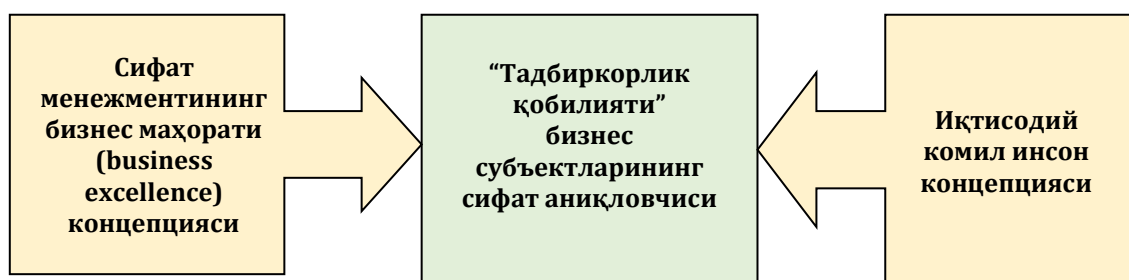 Сифат
менежментининг
бизнес маҳорати
(business
excellence)
концепцияси
“Тадбиркорлик
қобилияти”
бизнес
субъектларининг
сифат аниқловчиси
Иқтисодий
комил инсон
концепцияси